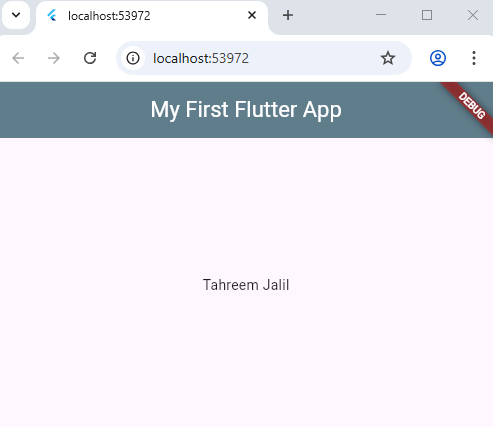 localhost:53972
localhost:53972
My First Flutter App
DEBUG
Tahreem Jalil